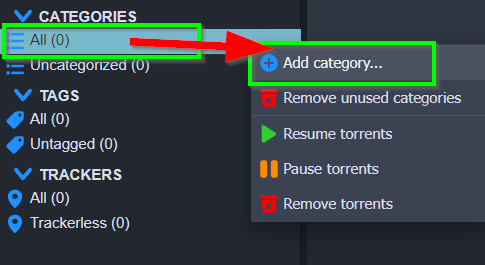 CATEGORIES
All (0)
Uncategorized (0)
TAGS
All (0)
Untagged (0)
TRACKERS
All (0)
Trackerless (0)
Add category...
Remove unused categories
Resume torrents
Pause torrents
Remove torrents